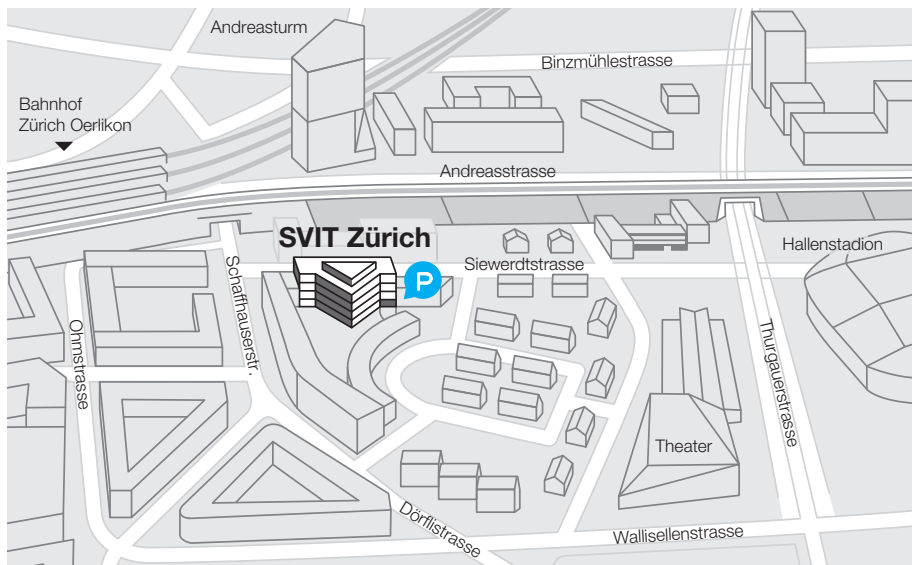 Andreasturm
Binzmühlestrasse
Bahnhof
Zürich Oerlikon
Andreasstrasse
SVIT Zürich
P
Siewerdtstrasse
Hallenstadion
Schaffhauserstr.
Ohmstrasse
Thurgauerstrasse
Theater
Dörflistrasse
Wallisellenstrasse